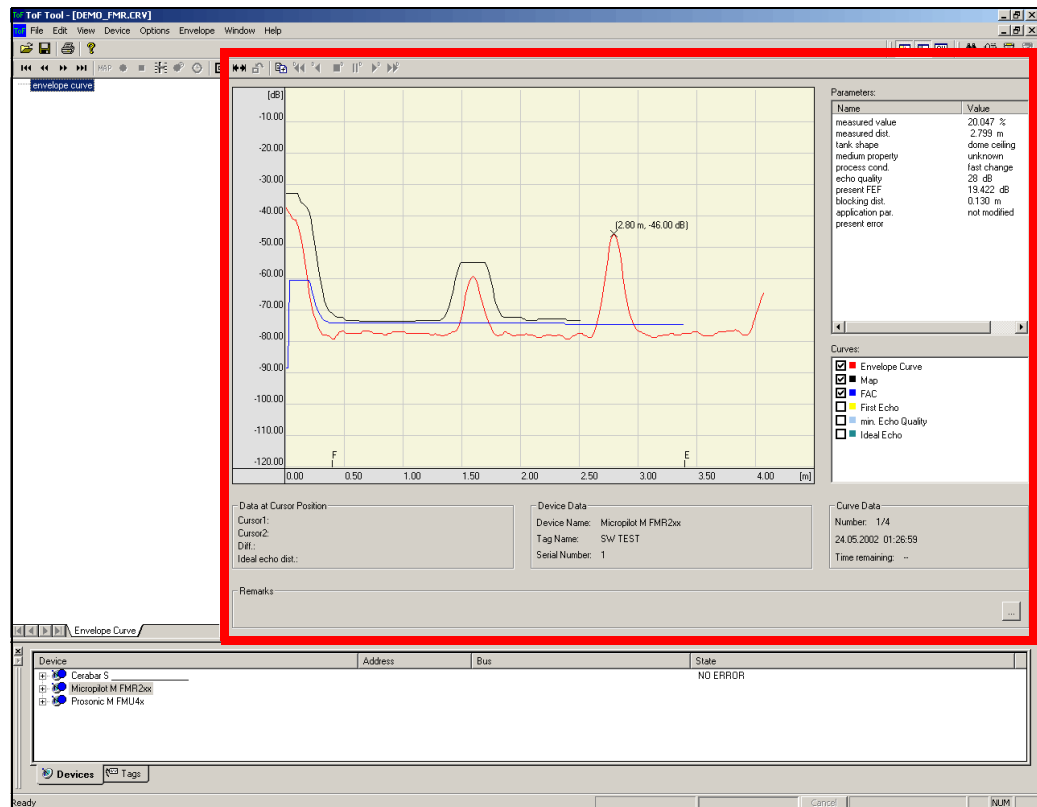 ToF Tool - [DEMO_FMR.CRV]
File Edit View Device Options Envelope Window Help
MAP
envelope curve
[dB]
-10.00
-20.00
-30.00
-40.00
-50.00
-60.00
-70.00
-80.00
-90.00
-100.00
-110.00
-120.00
(2.80 m, -46.00 dB)
F
E
0.00 0.50 1.00 1.50 2.00 2.50 3.00 3.50 4.00 [m]
Parameters:
Name Value
measured value 20.047 %
measured dist. 2.799 m
tank shape dome ceiling
medium property unknown
process cond. fast change
echo quality 28 dB
present FEF 19.422 dB
blocking dist. 0.130 m
application par. not modified
present error
Curves:
Envelope Curve
Map
FAC
First Echo
min. Echo Quality
Ideal Echo
Data at Cursor Position
Cursor1:
Cursor2:
Diff.:
Ideal echo dist.:
Device Data
Device Name: Micropilot M FMR2xx
Tag Name: SW TEST
Serial Number: 1
Curve Data
Number: 1/4
24.05.2002 01:26:59
Time remaining: --
Remarks
...
Envelope Curve
Device Address Bus State
Cerabar S NO ERROR
Micropilot M FMR2xx
Prosonic M FMU4x
Devices Tags
Ready Cancel NUM